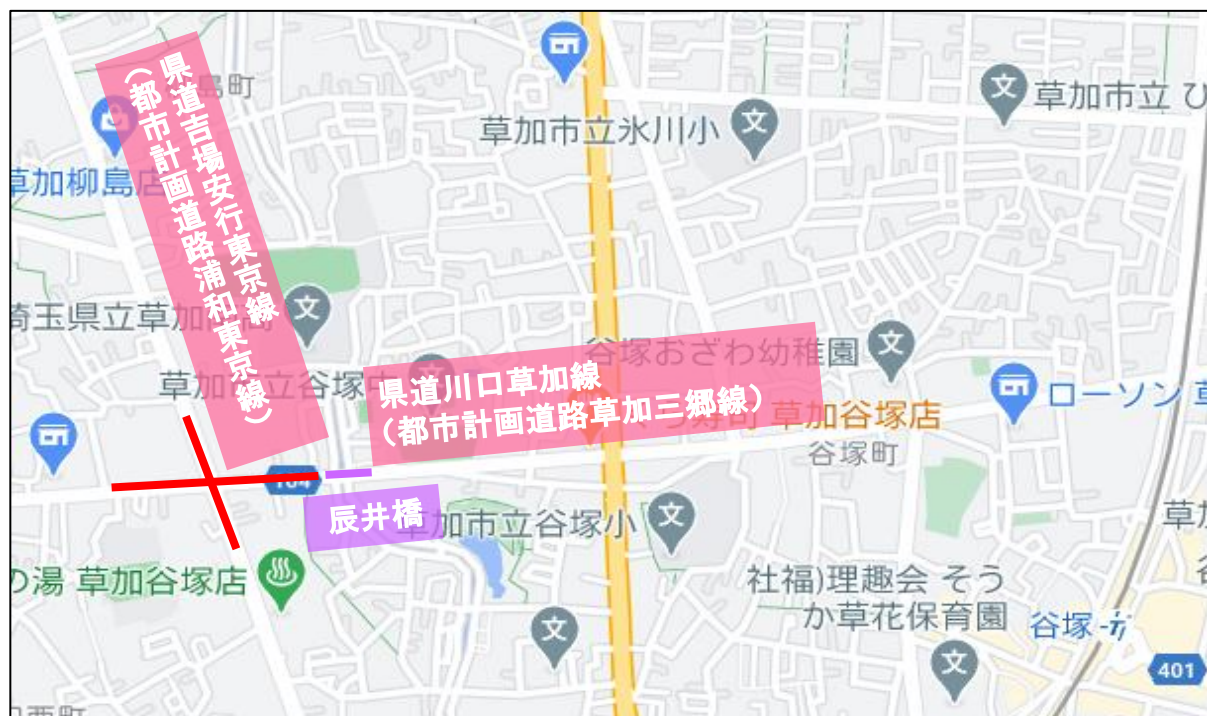 県道吉場安行東京線
(都市計画道路浦和東京線)
島町
草加市立氷川小
草加市立 ひ
草加柳島店
埼玉県立草加
谷塚おざわ幼稚園
草加 立谷塚中
県道川口草加線
(都市計画道路草加三郷線)
寿司 草加谷塚店
ローソン 草
谷塚町
辰井橋
草加市立谷塚小
の湯 草加谷塚店
社福)理趣会 そう
か草花保育園
谷塚
401